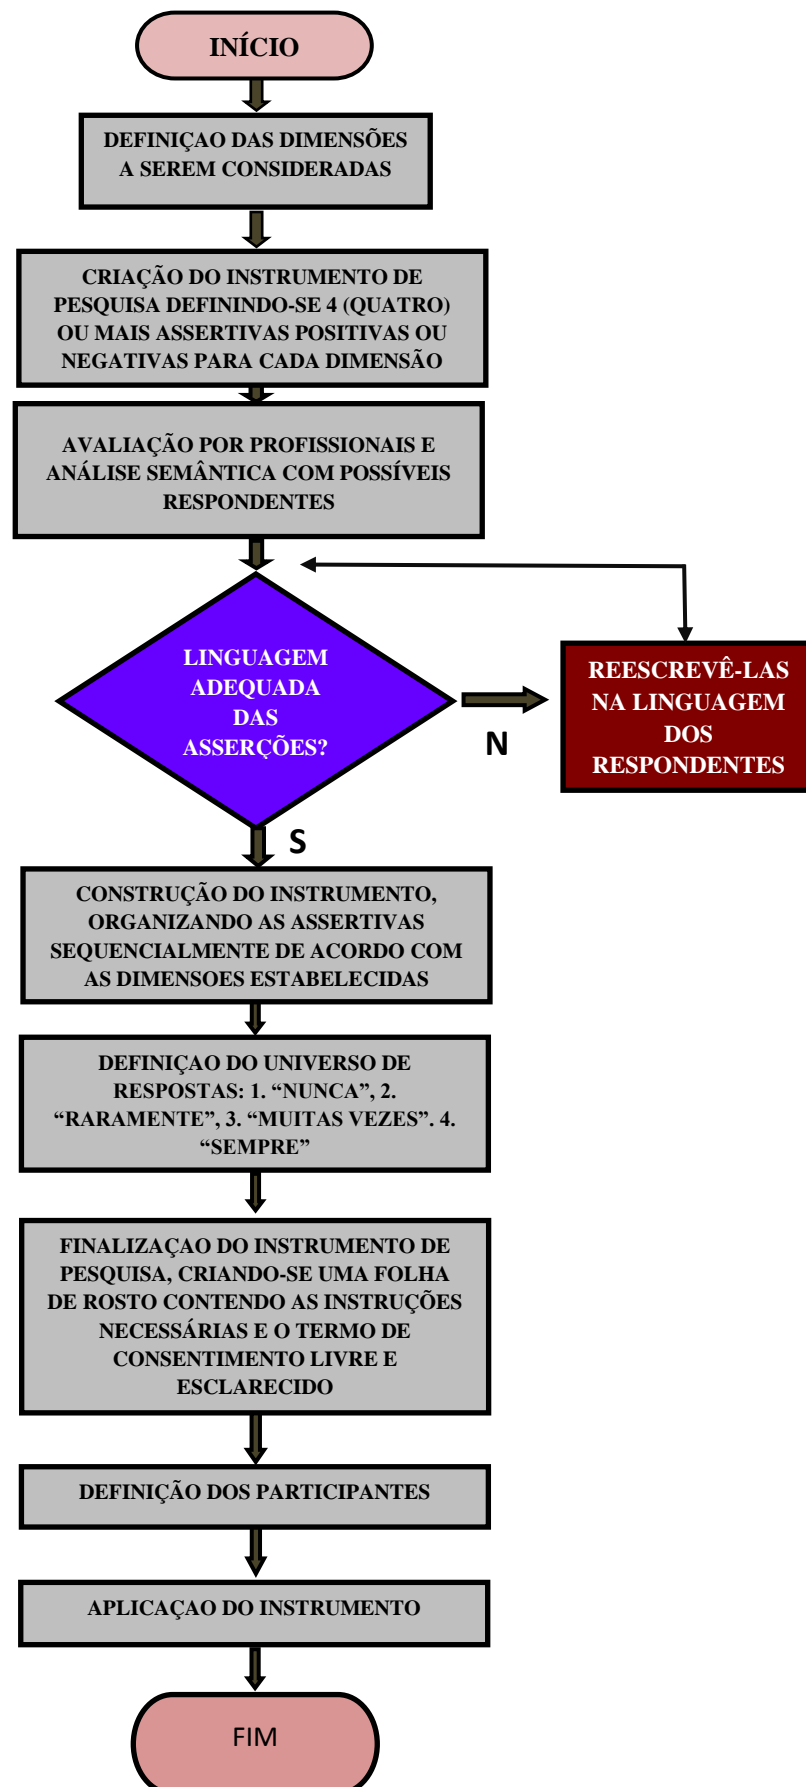 INÍCIO
DEFINIÇAO DAS DIMENSÕES
A SEREM CONSIDERADAS
CRIAÇÃO DO INSTRUMENTO DE
PESQUISA DEFININDO-SE 4 (QUATRO)
OU MAIS ASSERTIVAS POSITIVAS OU
NEGATIVAS PARA CADA DIMENSÃO
AVALIAÇÃO POR PROFISSIONAIS E
ANÁLISE SEMÂNTICA COM POSSÍVEIS
RESPONDENTES
LINGUAGEM
ADEQUADA
DAS
ASSERÇÕES?
N
REESCREVÊ-LAS
NA LINGUAGEM
DOS
RESPONDENTES
S
CONSTRUÇÃO DO INSTRUMENTO,
ORGANIZANDO AS ASSERTIVAS
SEQUENCIALMENTE DE ACORDO COM
AS DIMENSOES ESTABELECIDAS
DEFINIÇAO DO UNIVERSO DE
RESPOSTAS: 1. “NUNCA”, 2.
“RARAMENTE”, 3. “MUITAS VEZES”. 4.
“SEMPRE”
FINALIZAÇAO DO INSTRUMENTO DE
PESQUISA, CRIANDO-SE UMA FOLHA
DE ROSTO CONTENDO AS INSTRUÇÕES
NECESSÁRIAS E O TERMO DE
CONSENTIMENTO LIVRE E
ESCLARECIDO
DEFINIÇÃO DOS PARTICIPANTES
APLICAÇAO DO INSTRUMENTO
FIM